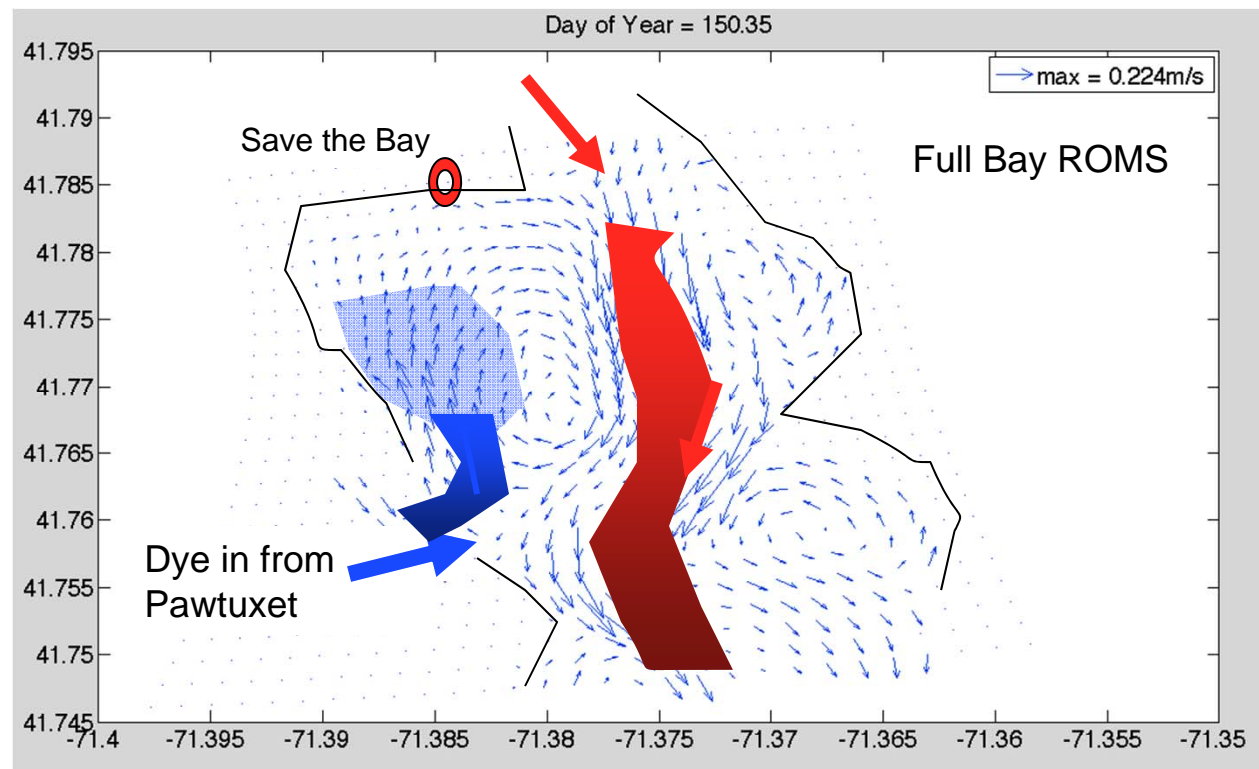 Day of Year = 150.35
max = 0.224m/s
Save the Bay
Full Bay ROMS
Dye in from
Pawtuxet
41.795
41.79
41.785
41.78
41.775
41.77
41.765
41.76
41.755
41.75
41.745
-71.4 -71.395 -71.39 -71.385 -71.38 -71.375 -71.37 -71.365 -71.36 -71.355 -71.35